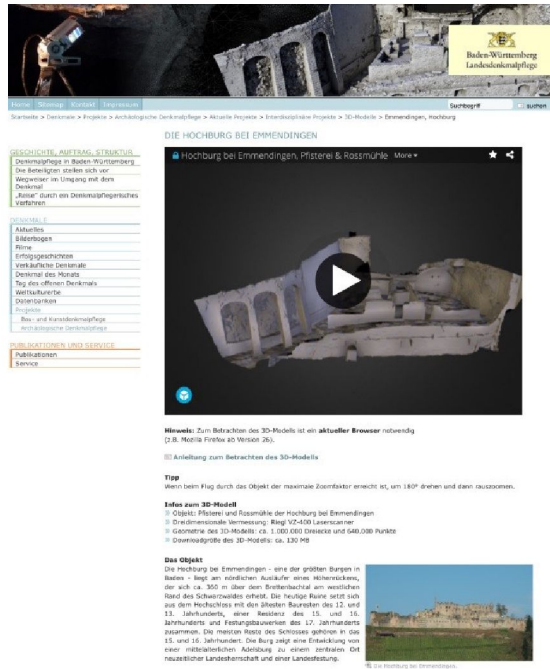 Baden-Württemberg
Landesdenkmalpflege
Home Sitemap Kontakt Impressum
Suchbegriff suchen
Startseite > Denkmale > Projekte > Archäologische Denkmalpflege > Aktuelle Projekte > Interdisziplinäre Projekte > 3D-Modelle > Emmendingen, Hochburg
DIE HOCHBURG BEI EMMENDINGEN
GESCHICHTE, AUFTRAG, STRUKTUR
Denkmalpflege in Baden-Württemberg
Die Beteiligten stellen sich vor
Wegweiser im Umgang mit dem
Denkmal
„Reise“ durch ein Denkmalpflegerisches
Verfahren
DENKMALE
Aktuelles
Bilderbogen
Filme
Erfolgsgeschichten
Verkäufliche Denkmale
Denkmal des Monats
Tag des offenen Denkmals
Weltkulturerbe
Datenbanken
Projekte
Bau- und Kunstdenkmalpflege
Archäologische Denkmalpflege
PUBLIKATIONEN UND SERVICE
Publikationen
Service
Hochburg bei Emmendingen, Pfisterei & Rossmühle More
Hinweis: Zum Betrachten des 3D-Modells ist ein aktueller Browser notwendig
(z.B. Mozilla Firefox ab Version 26).
Anleitung zum Betrachten des 3D-Modells
Tipp
Wenn beim Flug durch das Objekt der maximale Zoomfaktor erreicht ist, um 180° drehen und dann rauszoomen.
Infos zum 3D-Modell
Objekt: Pfisterei und Rossmühle der Hochburg bei Emmendingen
Dreidimensionale Vermessung: Riegl VZ-400 Laserscanner
Geometrie des 3D-Modells: ca. 1.000.000 Dreiecke und 640.000 Punkte
Downloadgröße des 3D-Modells: ca. 130 MB
Das Objekt
Die Hochburg bei Emmendingen - eine der größten Burgen in
Baden - liegt am nördlichen Ausläufer eines Höhenrückens,
der sich ca. 360 m über dem Brettenbachtal am westlichen
Rand des Schwarzwaldes erhebt. Die heutige Ruine setzt sich
aus dem Hochschloss mit den ältesten Bauresten des 12. und
13. Jahrhunderts, einer Residenz des 15. und 16.
Jahrhunderts und Festungsbauwerken des 17. Jahrhunderts
zusammen. Die meisten Reste des Schlosses gehören in das
15. und 16. Jahrhundert. Die Burg zeigt eine Entwicklung von
einer mittelalterlichen Adelsburg zu einem zentralen Ort
neuzeitlicher Landesherrschaft und einer Landesfestung.
Die Hochburg bei Emmendingen.